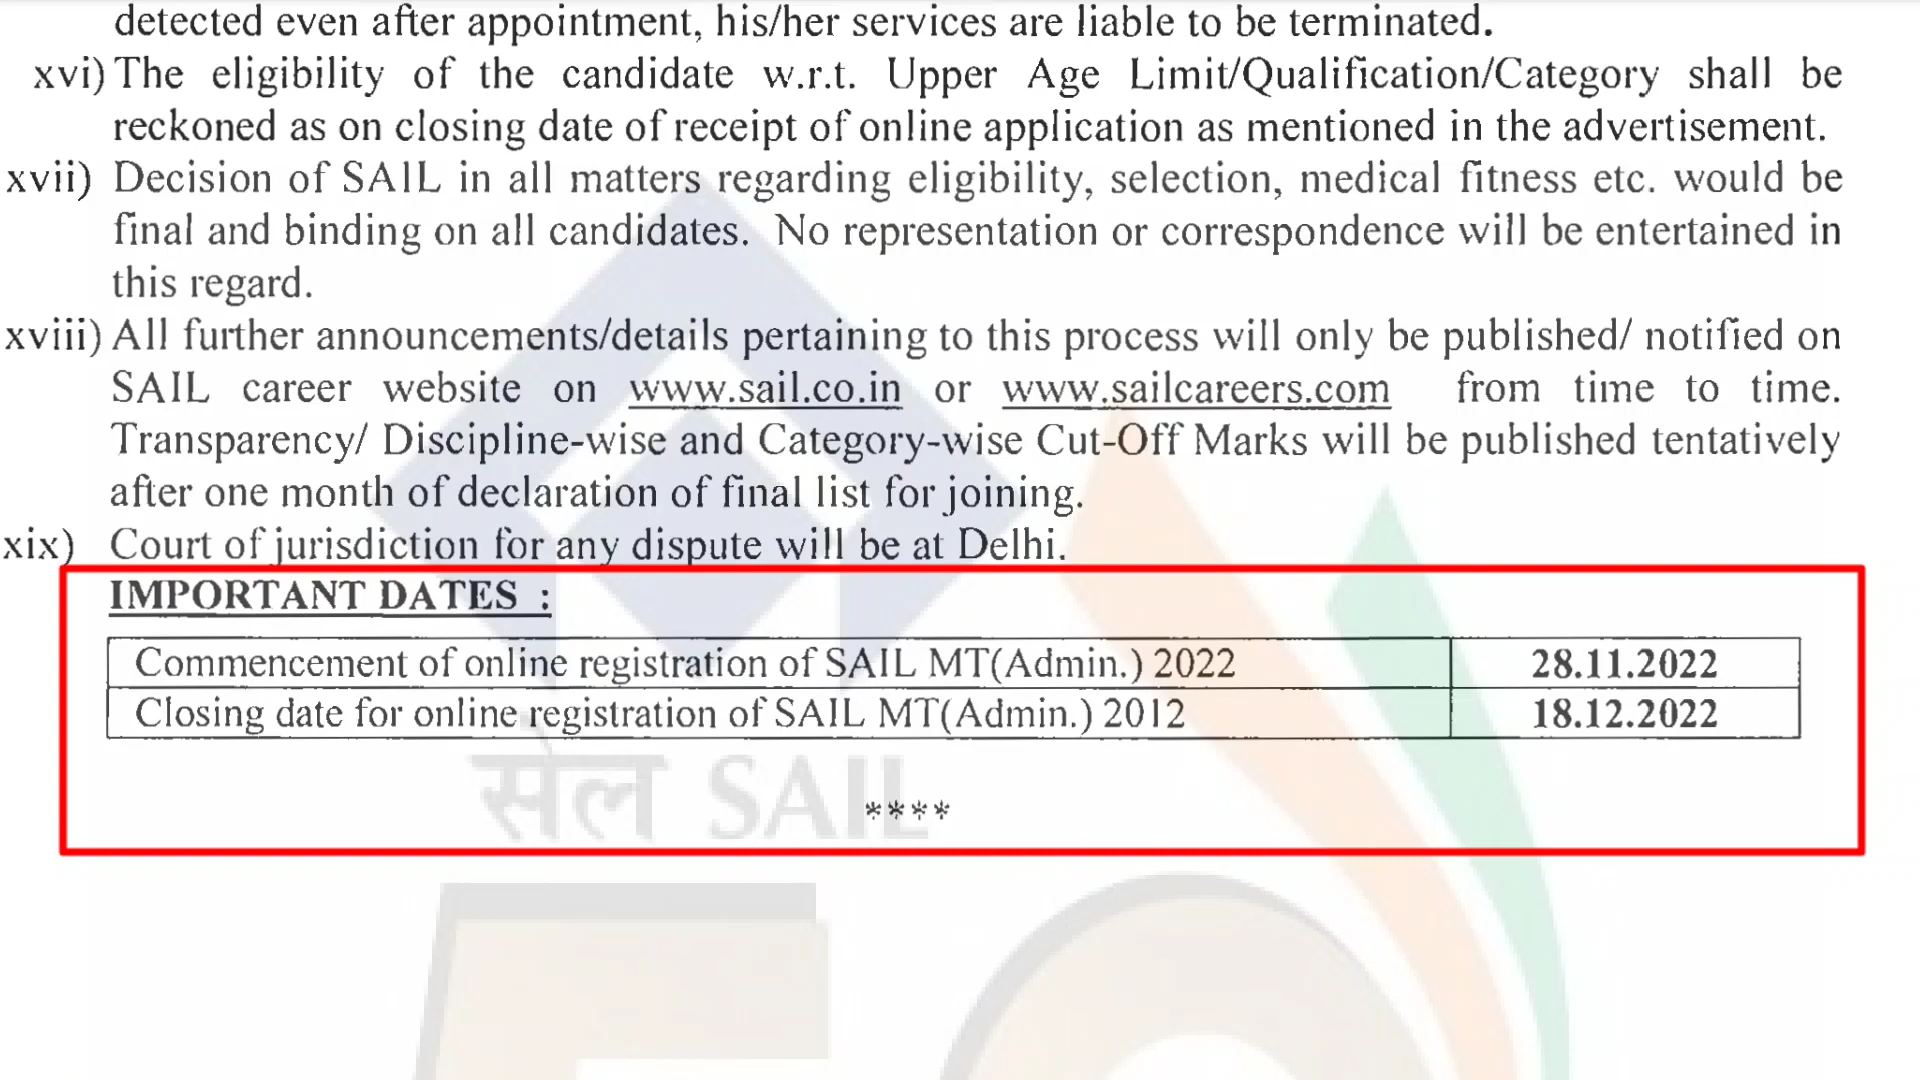 detected even after appointment, his/her services are liable to be terminated.
xvi) The eligibility of the candidate w.r.t. Upper Age Limit/Qualification/Category shall be
reckoned as on closing date of receipt of online application as mentioned in the advertisement.
xvii) Decision of SAIL in all matters regarding eligibility, selection, medical fitness etc. would be
final and binding on all candidates. No representation or correspondence will be entertained in
this regard.
xviii) All further announcements/details pertaining to this process will only be published/ notified on
SAIL career website on www.sail.co.in or www.sailcareers.com from time to time.
Transparency/ Discipline-wise and Category-wise Cut-Off Marks will be published tentatively
after one month of declaration of final list for joining.
xix) Court of jurisdiction for any dispute will be at Delhi.
IMPORTANT DATES :
Commencement of online registration of SAIL MT(Admin.) 2022 28.11.2022
Closing date for online registration of SAIL MT(Admin.) 2012 18.12.2022
सेल SAIL
****